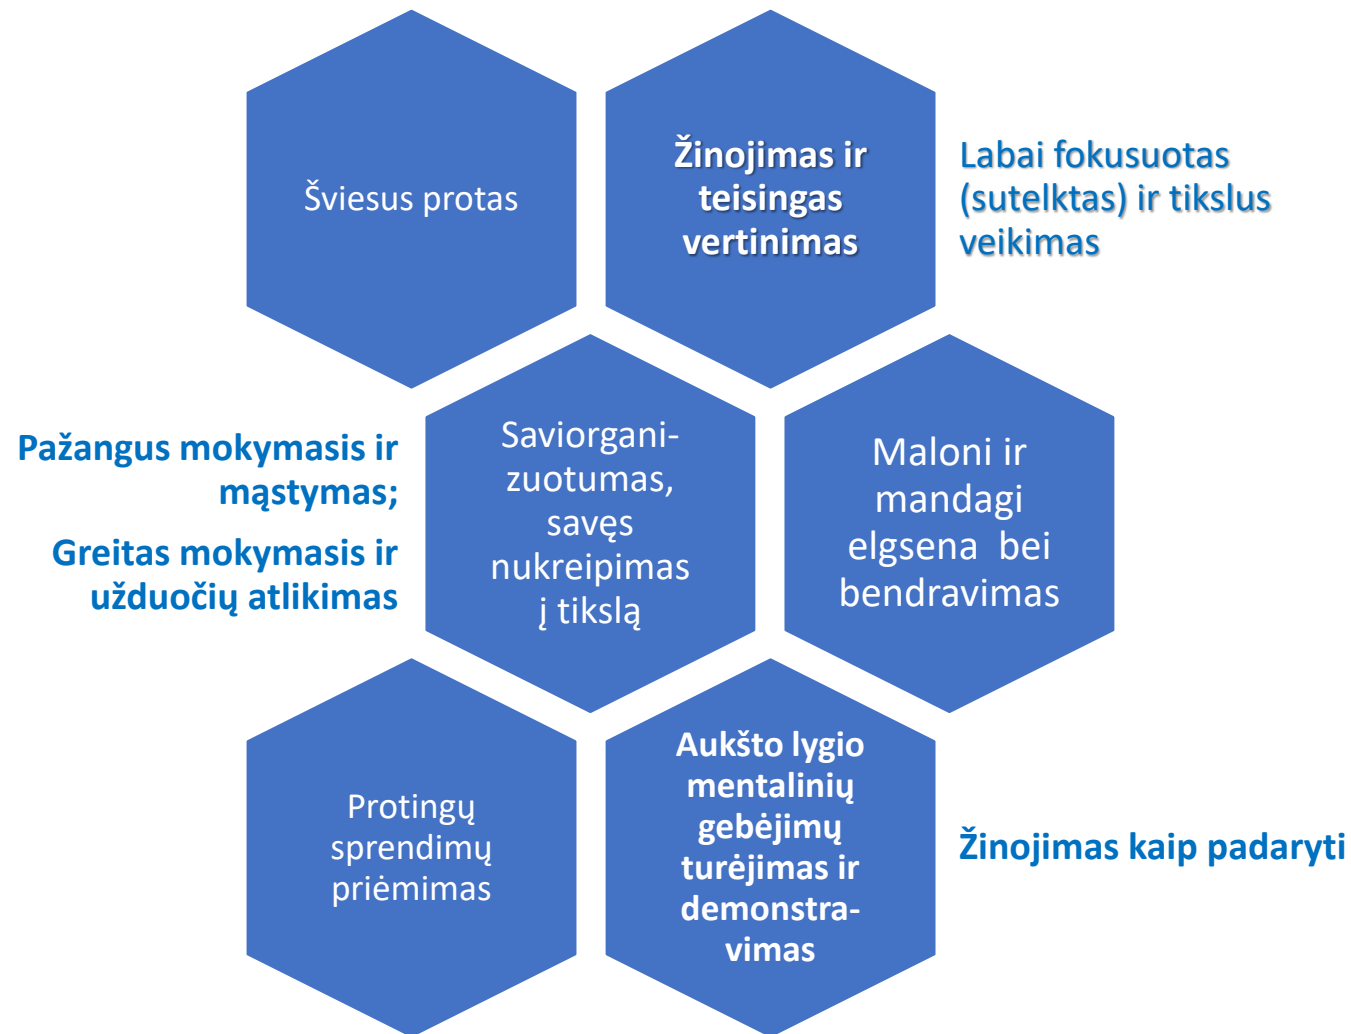 Šviesus protas
Žinojimas ir
teisingas
vertinimas
Labai fokusuotas
(sutelktas) ir tikslus
veikimas
Pažangus mokymasis ir
mąstymas;
Greitas mokymasis ir
užduočių atlikimas
Saviorgani-
zuotumas,
savęs
nukreipimas
į tikslą
Maloni ir
mandagi
elgsena bei
bendravimas
Protingų
sprendimų
priėmimas
Aukšto lygio
mentalinių
gebėjimų
turėjimas ir
demonstra-
vimas
Žinojimas kaip padaryti